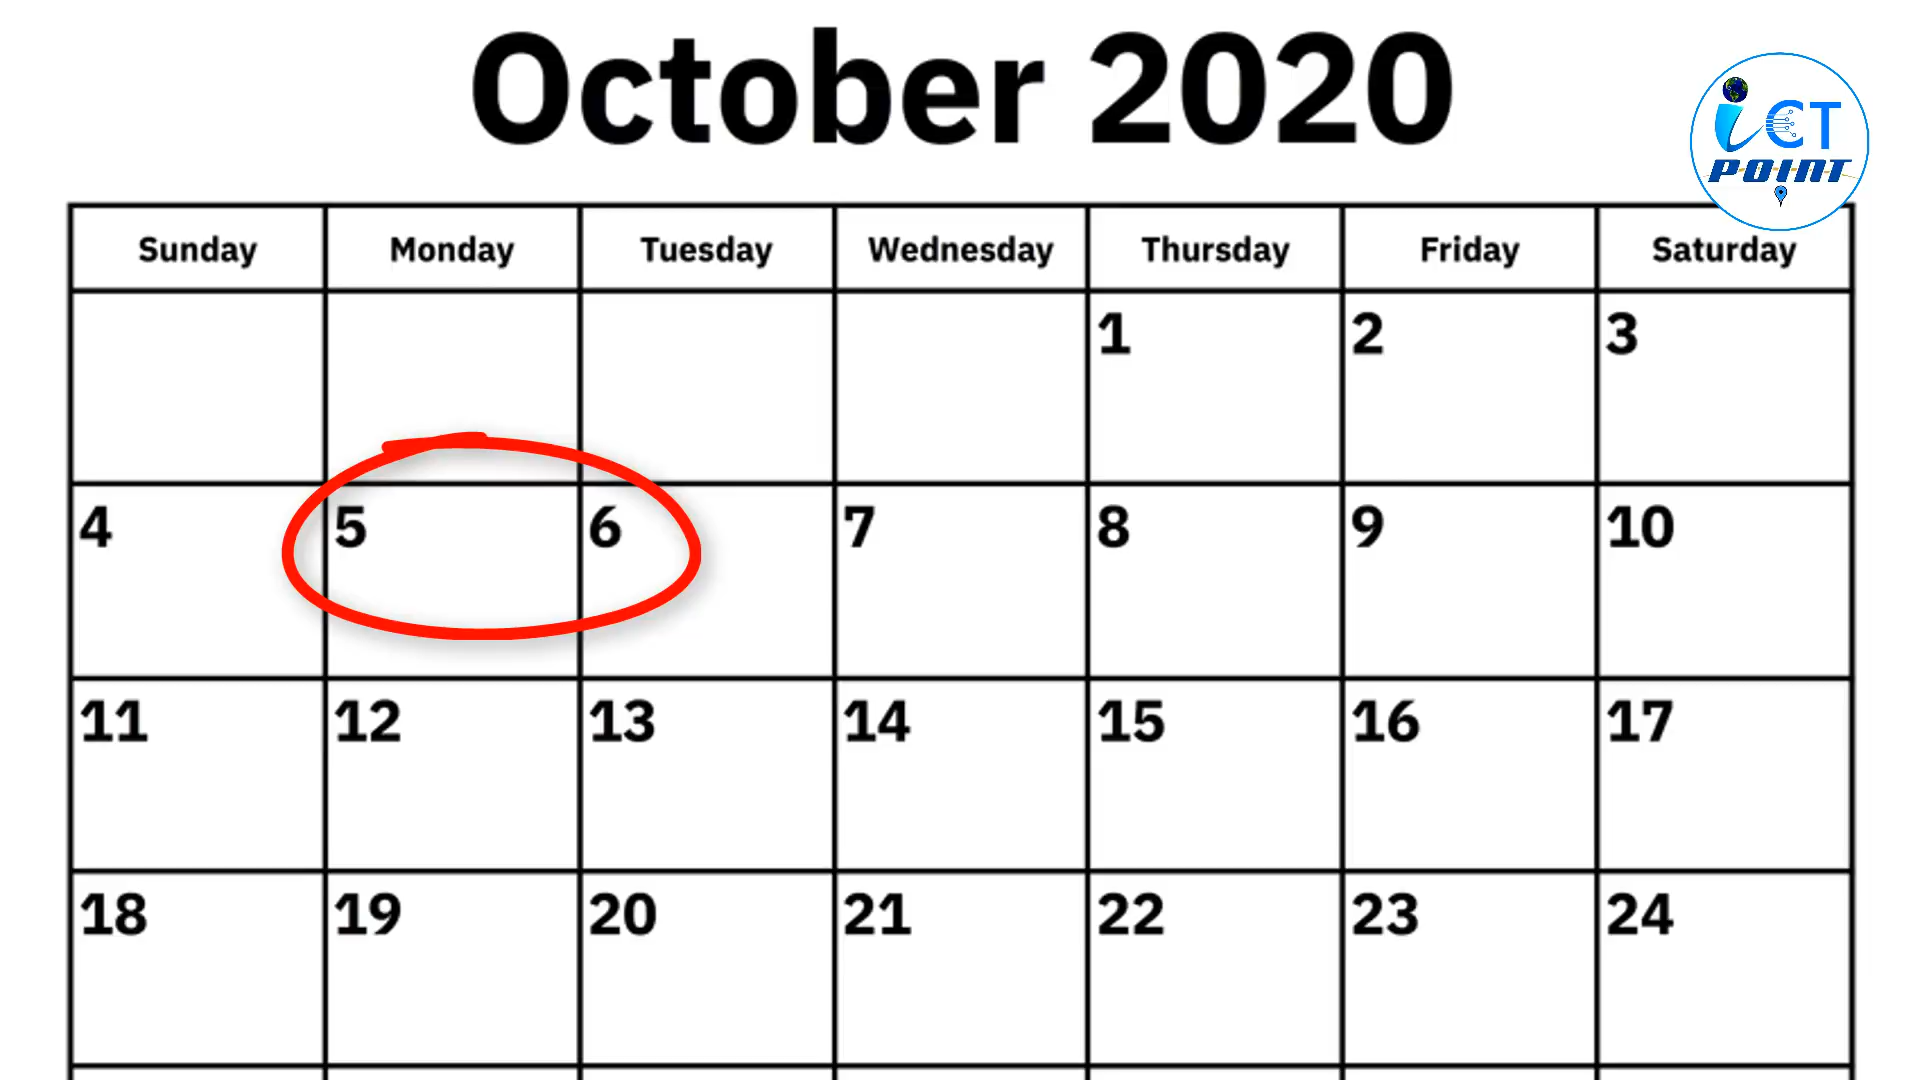 October 2020
iCT
POINT
Sunday Monday Tuesday Wednesday Thursday Friday Saturday
1 2 3
4 5 6 7 8 9 10
11 12 13 14 15 16 17
18 19 20 21 22 23 24